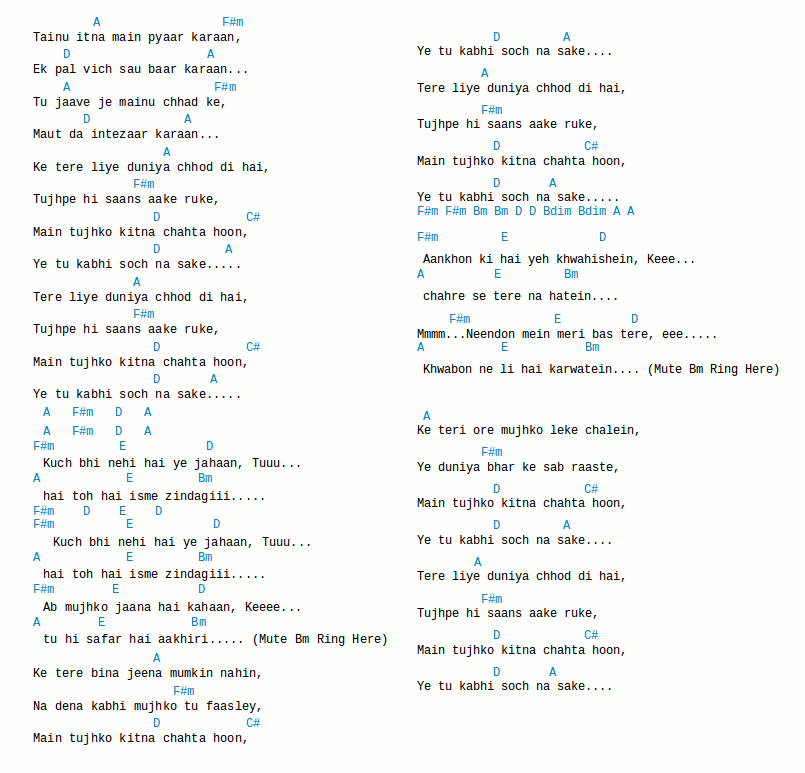 A F#m
Tainu itna main pyaar karaan,
D A
Ek pal vich sau baar karaan...
A F#m
Tu jaave je mainu chhad ke,
D A
Maut da intezaar karaan...
A
Ke tere liye duniya chhod di hai,
F#m
Tujhpe hi saans aake ruke,
D C#
Main tujhko kitna chahta hoon,
D A
Ye tu kabhi soch na sake.....
A
Tere liye duniya chhod di hai,
F#m
Tujhpe hi saans aake ruke,
D C#
Main tujhko kitna chahta hoon,
D A
Ye tu kabhi soch na sake.....
A F#m D A
A F#m D A
F#m E D
Kuch bhi nehi hai ye jahaan, Tuuu...
A E Bm
hai toh hai isme zindagiii.....
F#m D E D
F#m E D
Kuch bhi nehi hai ye jahaan, Tuuu...
A E Bm
hai toh hai isme zindagiii.....
F#m E D
Ab mujhko jaana hai kahaan, Keeee...
A E Bm
tu hi safar hai aakhiri..... (Mute Bm Ring Here)
A
Ke tere bina jeena mumkin nahin,
F#m
Na dena kabhi mujhko tu faasley,
D C#
Main tujhko kitna chahta hoon,
D A
Ye tu kabhi soch na sake....
A
Tere liye duniya chhod di hai,
F#m
Tujhpe hi saans aake ruke,
D C#
Main tujhko kitna chahta hoon,
D A
Ye tu kabhi soch na sake.....
F#m F#m Bm Bm D D Bdim Bdim A A
F#m E D
Aankhon ki hai yeh khwahishein, Keee...
A E Bm
chahre se tere na hatein....
F#m E D
Mmmm...Neendon mein meri bas tere, eee.....
A E Bm
Khwabon ne li hai karwatein.... (Mute Bm Ring Here)
A
Ke teri ore mujhko leke chalein,
F#m
Ye duniya bhar ke sab raaste,
D C#
Main tujhko kitna chahta hoon,
D A
Ye tu kabhi soch na sake....
A
Tere liye duniya chhod di hai,
F#m
Tujhpe hi saans aake ruke,
D C#
Main tujhko kitna chahta hoon,
D A
Ye tu kabhi soch na sake....